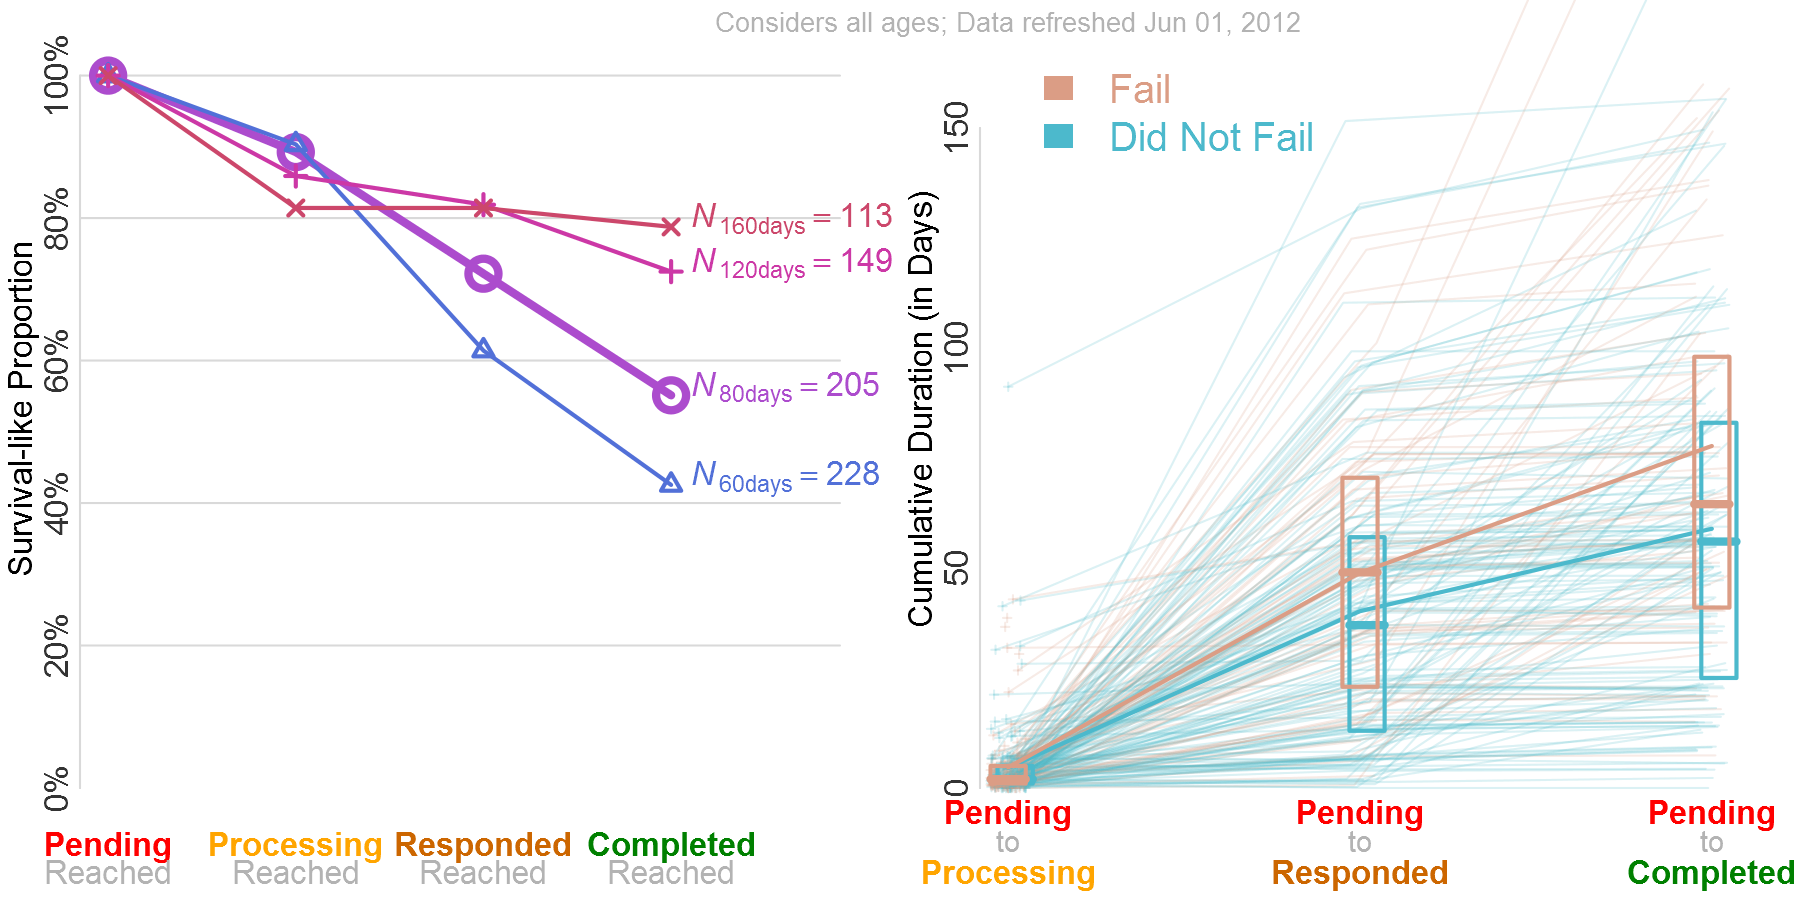 Considers all ages; Data refreshed Jun 01, 2012
Survival-like Proportion
100%
80%
60%
40%
20%
0%
N160days = 113
N120days = 149
N80days = 205
N60days = 228
Pending
Reached
Processing
Reached
Responded
Reached
Completed
Reached
Cumulative Duration (in Days)
150
100
50
0
Fail
Did Not Fail
Pending
to
Processing
Pending
to
Responded
Pending
to
Completed